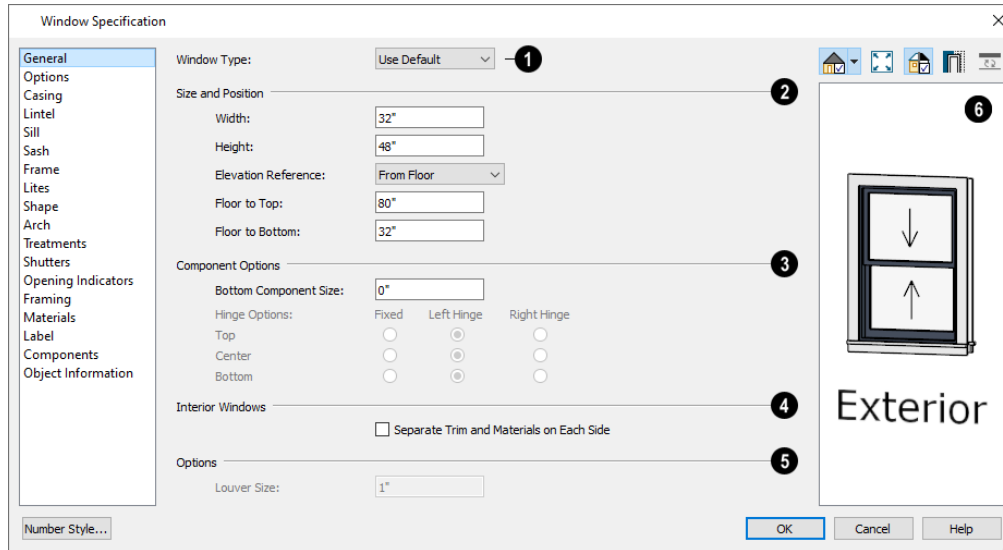 Window Specification
General
Options
Casing
Lintel
Sill
Sash
Frame
Lites
Shape
Arch
Treatments
Shutters
Opening Indicators
Framing
Materials
Label
Components
Object Information
Window Type: Use Default 1
Size and Position 2
Width: 32"
Height: 48"
Elevation Reference: From Floor
Floor to Top: 80"
Floor to Bottom: 32"
Component Options 3
Bottom Component Size: 0"
Hinge Options: Fixed Left Hinge Right Hinge
Top
Center
Bottom
Interior Windows 4
Separate Trim and Materials on Each Side
Options 5
Louver Size: 1"
6
Exterior
Number Style... OK Cancel Help